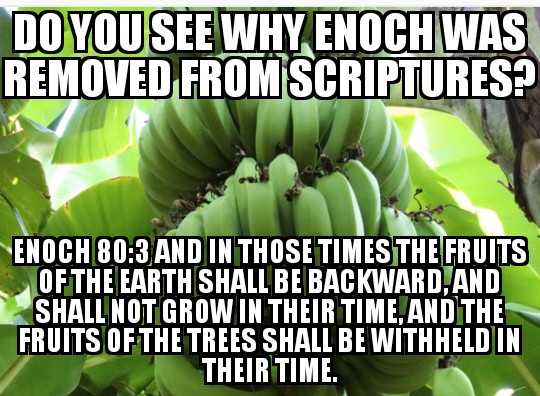 DO YOU SEE WHY ENOCH WAS
REMOVED FROM SCRIPTURES?
ENOCH 80:3 AND IN THOSE TIMES THE FRUITS
OF THE EARTH SHALL BE BACKWARD, AND
SHALL NOT GROW IN THEIR TIME, AND THE
FRUITS OF THE TREES SHALL BE WITHHELD IN
THEIR TIME.